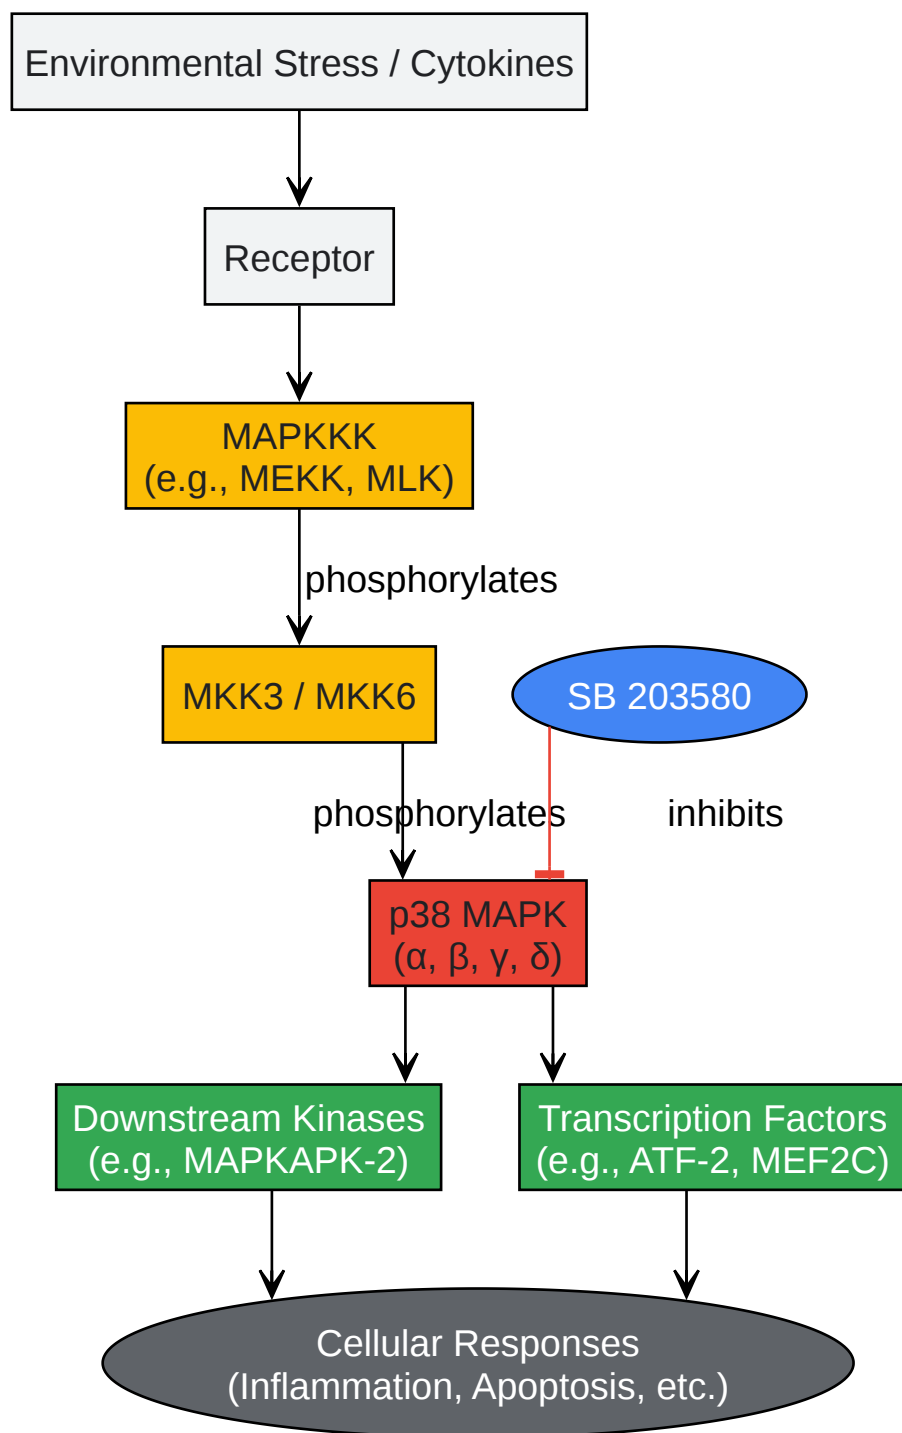 Environmental Stress / Cytokines
Receptor
MAPKKK
(e.g., MEKK, MLK)
phosphorylates
MKK3 / MKK6
SB 203580
phosphorylates
inhibits
p38 MAPK
(α, β, γ, δ)
Downstream Kinases
(e.g., MAPKAPK-2)
Transcription Factors
(e.g., ATF-2, MEF2C)
Cellular Responses
(Inflammation, Apoptosis, etc.)